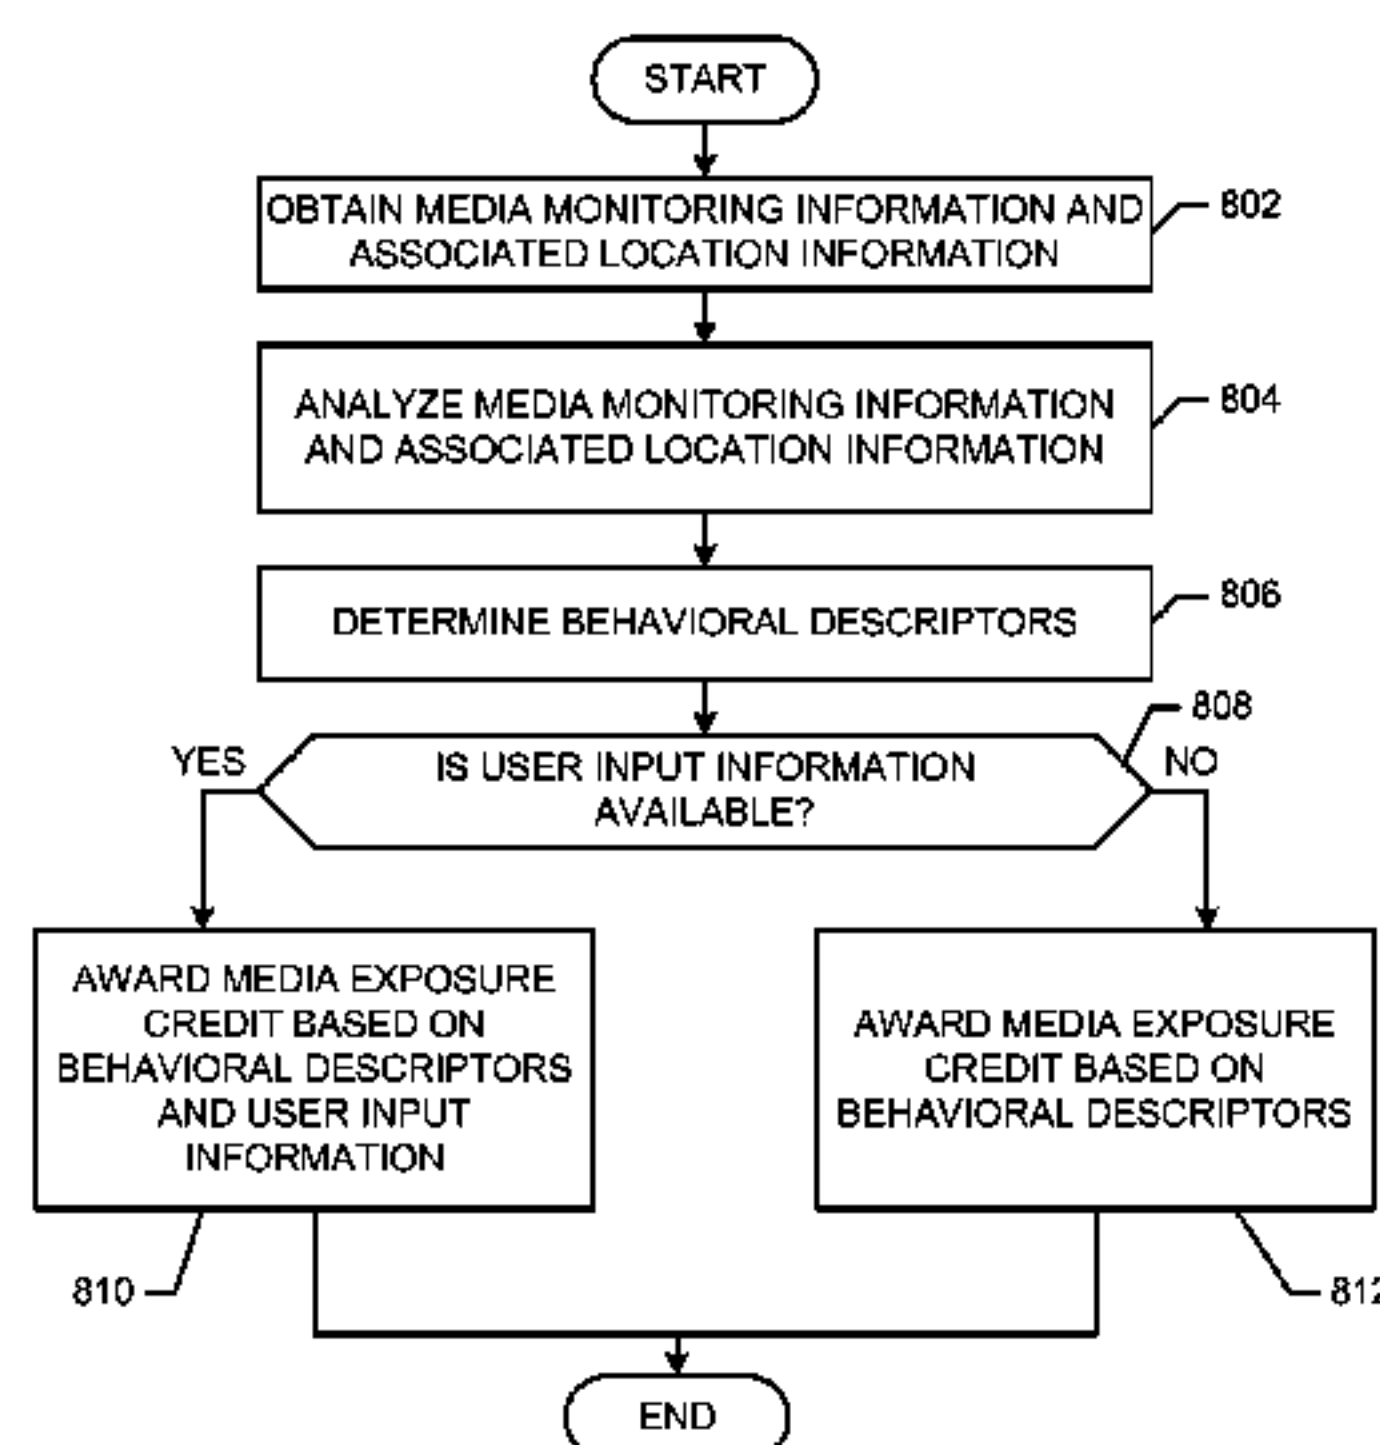 START
OBTAIN MEDIA MONITORING INFORMATION AND
ASSOCIATED LOCATION INFORMATION
802
ANALYZE MEDIA MONITORING INFORMATION
AND ASSOCIATED LOCATION INFORMATION
804
DETERMINE BEHAVIORAL DESCRIPTORS
806
808
YES
IS USER INPUT INFORMATION
AVAILABLE?
NO
AWARD MEDIA EXPOSURE
CREDIT BASED ON
BEHAVIORAL DESCRIPTORS
AND USER INPUT
INFORMATION
AWARD MEDIA EXPOSURE
CREDIT BASED ON
BEHAVIORAL DESCRIPTORS
810
812
END